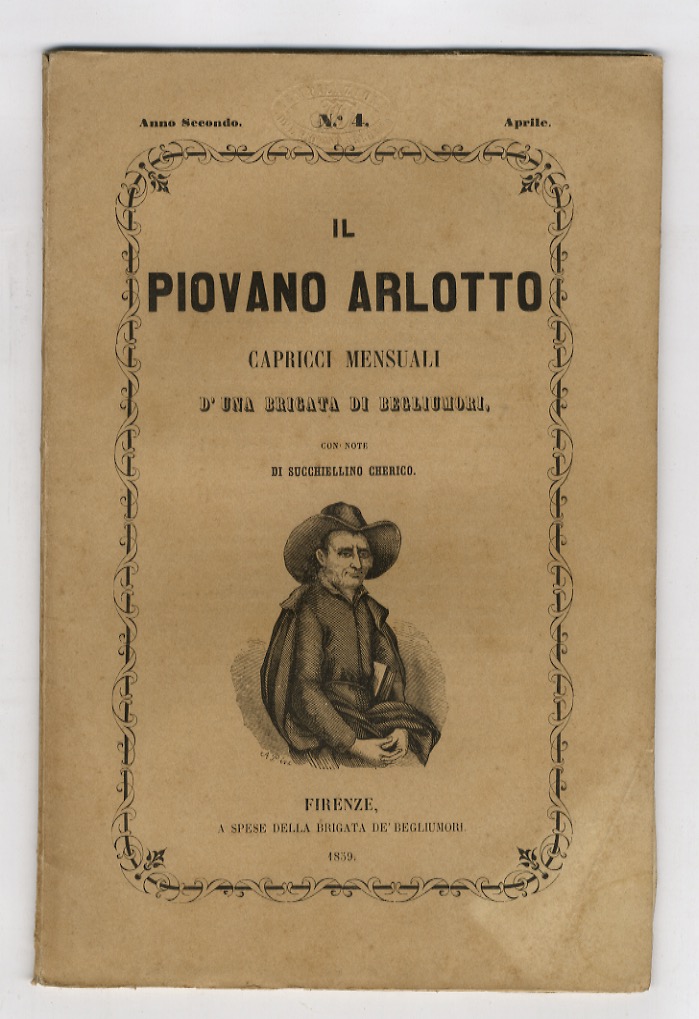 Anno Secondo. N.° 4. Aprile.
IL
PIOVANO ARLOTTO
CAPRICCI MENSUALI
D' UNA BRIGATA DI BEGLIUMORI,
CON NOTE
DI SUCCHIELLINO CHERICO.
FIRENZE,
A SPESE DELLA BRIGATA DE' BEGLIUMORI
1859.